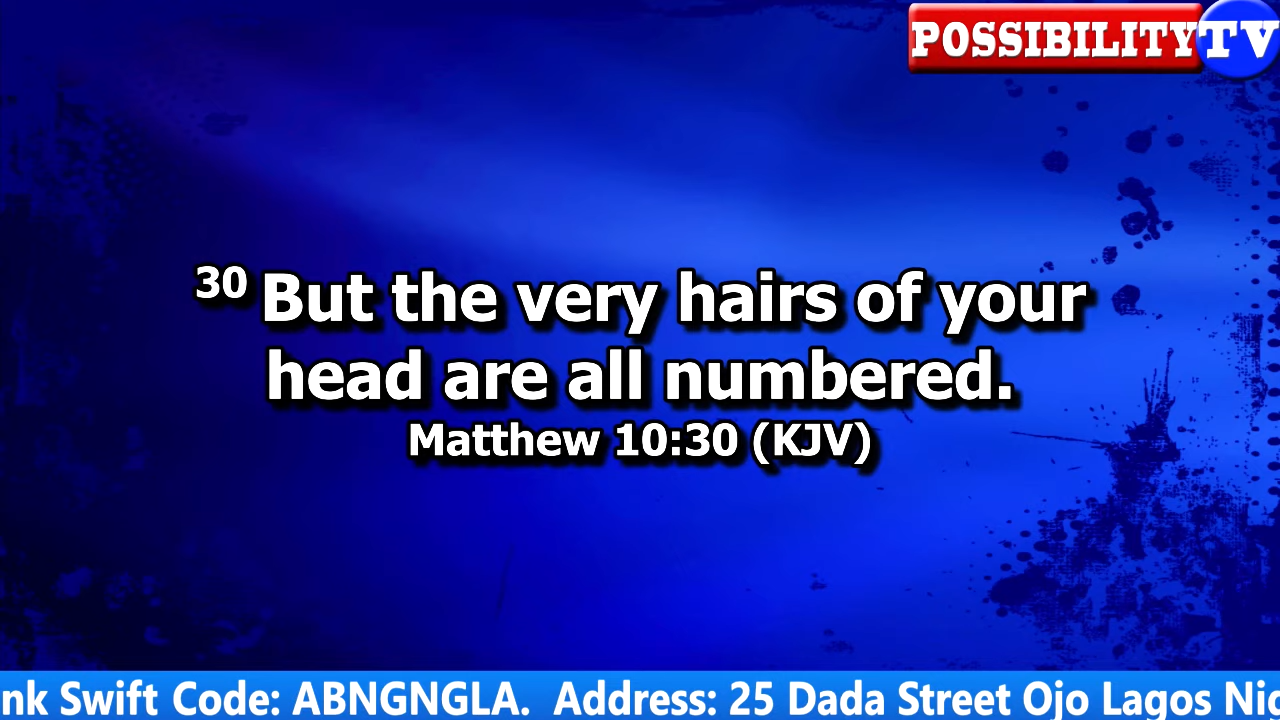 POSSIBILITY TV
30 But the very hairs of your
head are all numbered.
Matthew 10:30 (KJV)
Swift Code: ABNGNGLA. Address: 25 Dada Street Ojo Lagos